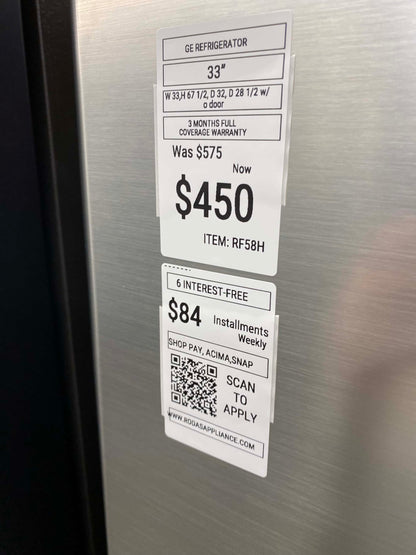 GE REFRIGERATOR
33"
W 33,H 67 1/2, D 32, D 28 1/2 w/
o door
3 MONTHS FULL
COVERAGE WARRANTY
Was $575
Now
$450
ITEM: RF58H
6 INTEREST-FREE
$84 Installments
Weekly
SHOP PAY, ACIMA,SNAP
SCAN
TO
APPLY
WWW.RODASAPPLIANCE.COM